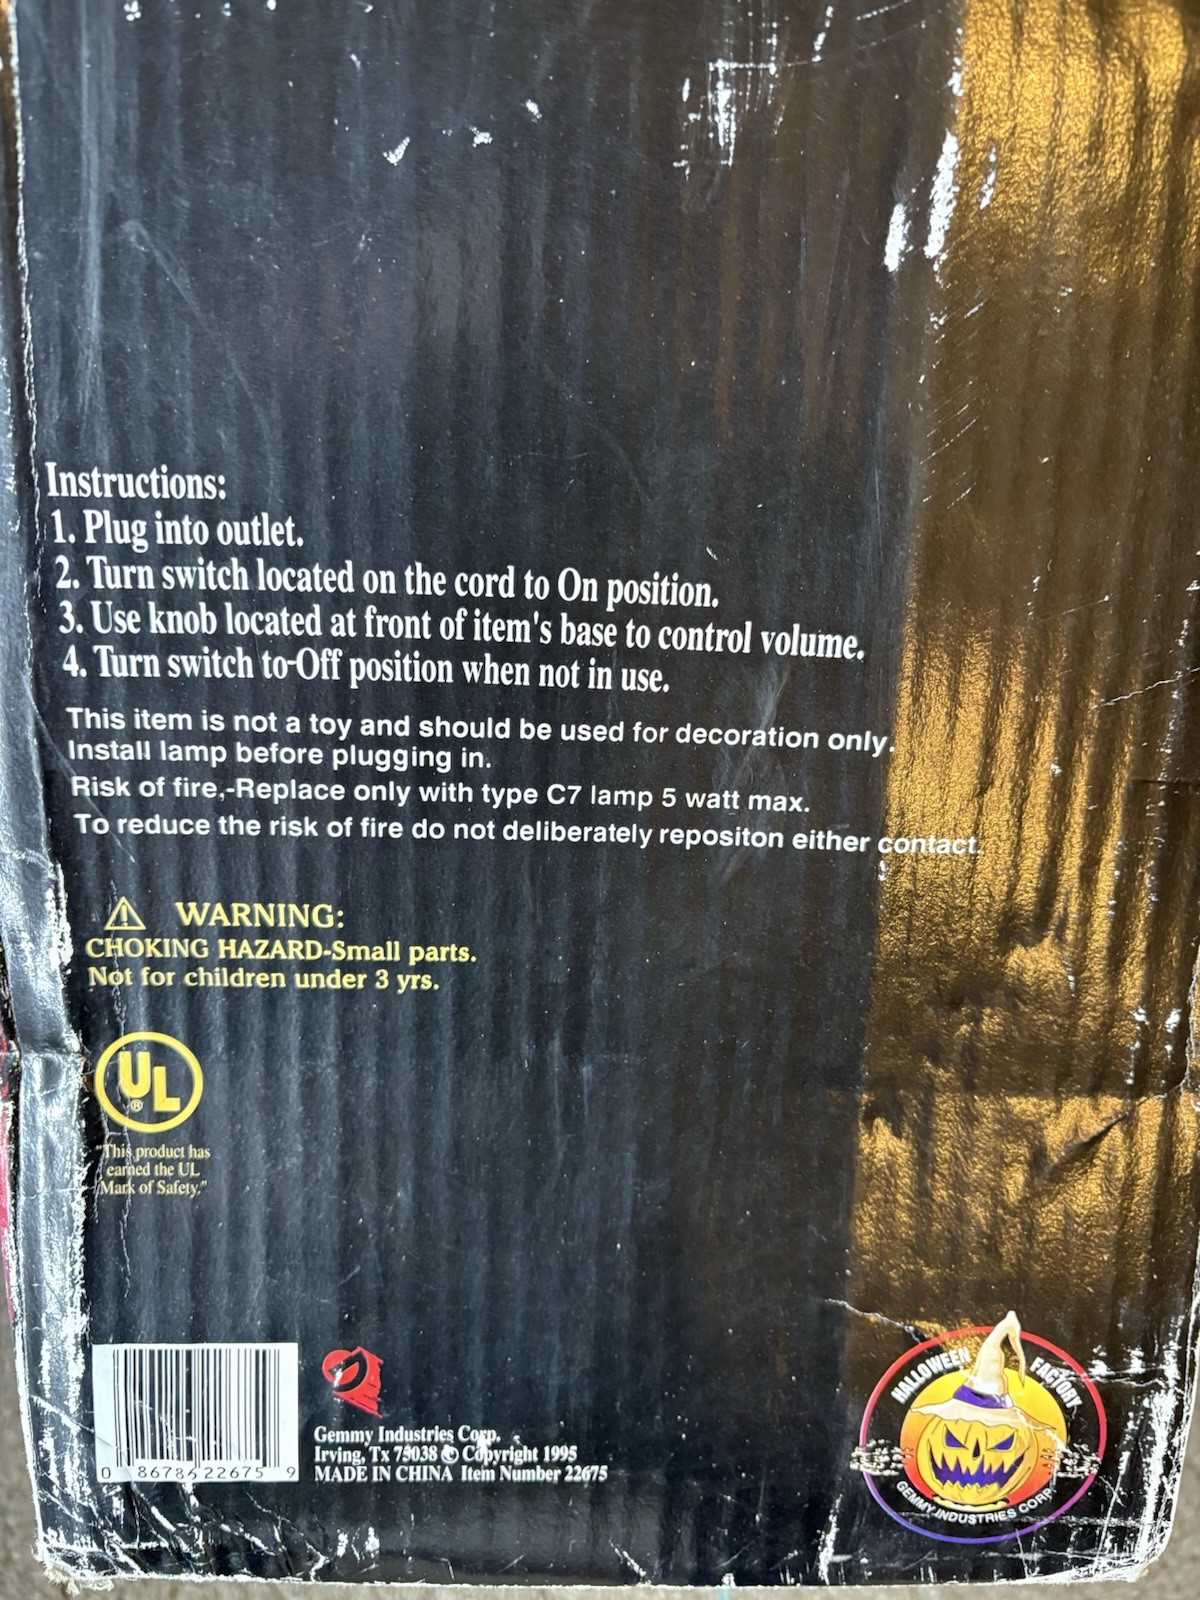 Instructions:
1. Plug into outlet.
2. Turn switch located on the cord to On position.
3. Use knob located at front of item's base to control volume.
4. Turn switch to-Off position when not in use.
This item is not a toy and should be used for decoration only.
Install lamp before plugging in.
Risk of fire,-Replace only with type C7 lamp 5 watt max.
To reduce the risk of fire do not deliberately repositon either contact.
⚠ WARNING:
CHOKING HAZARD-Small parts.
Not for children under 3 yrs.
UL
®
"This product has
earned the UL
Mark of Safety."
0 86786 22675 9
Gemmy Industries Corp.
Irving, Tx 75038 © Copyright 1995
MADE IN CHINA Item Number 22675
HALLOWEEN FACTORY
GEMMY INDUSTRIES CORP